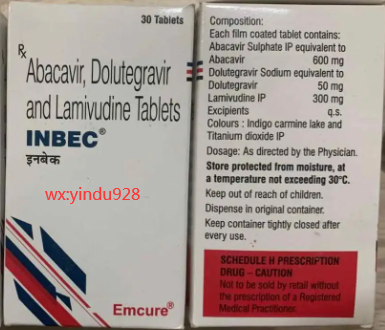 30 Tablets
Rx
Abacavir, Dolutegravir
and Lamivudine Tablets
INBEC®
इनबेक
wx:yindu928
Emcure®
Composition:
Each film coated tablet contains:
Abacavir Sulphate IP equivalent to
Abacavir 600 mg
Dolutegravir Sodium equivalent to
Dolutegravir 50 mg
Lamivudine IP 300 mg
Excipients q.s.
Colours : Indigo carmine lake and
Titanium dioxide IP
Dosage: As directed by the Physician.
Store protected from moisture, at
a temperature not exceeding 30°C.
Keep out of reach of children.
Dispense in original container.
Keep container tightly closed after
every use.
SCHEDULE H PRESCRIPTION
DRUG – CAUTION
Not to be sold by retail without
the prescription of a Registered
Medical Practitioner.